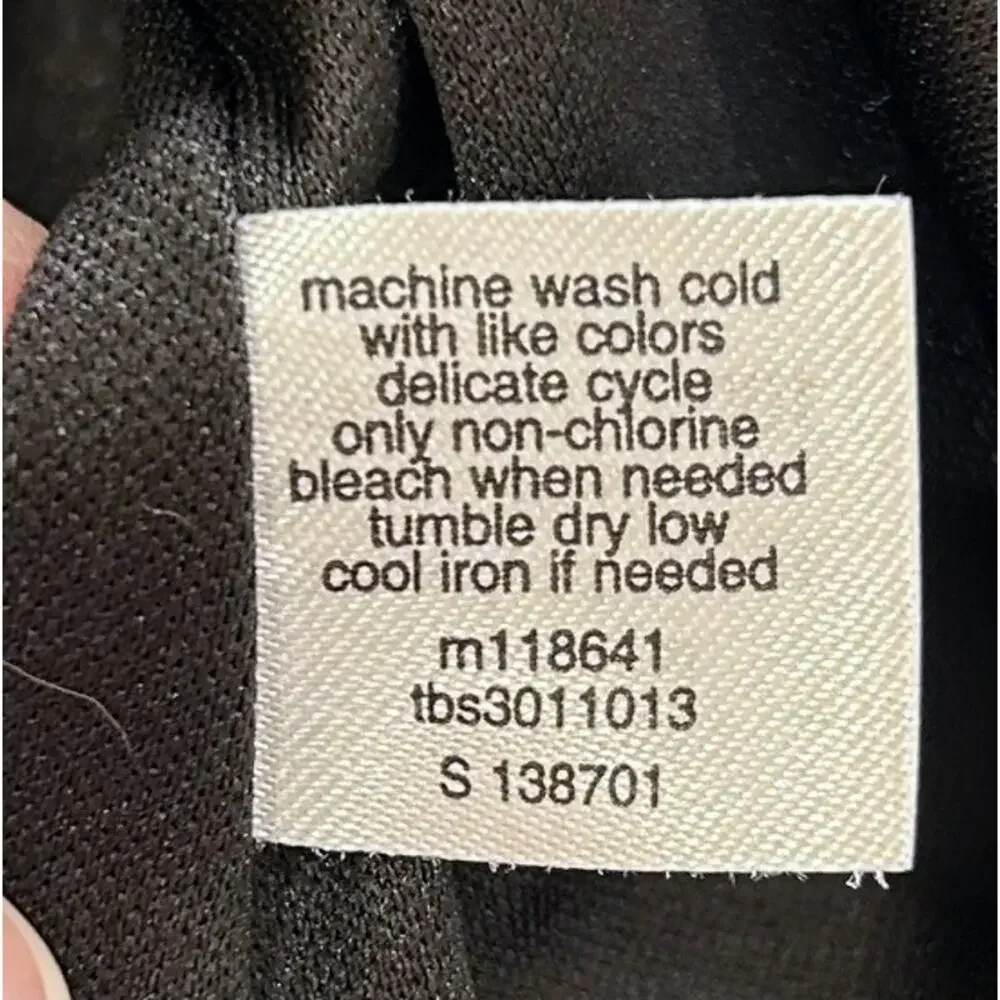 machine wash cold
with like colors
delicate cycle
only non-chlorine
bleach when needed
tumble dry low
cool iron if needed
m118641
tbs3011013
S 138701